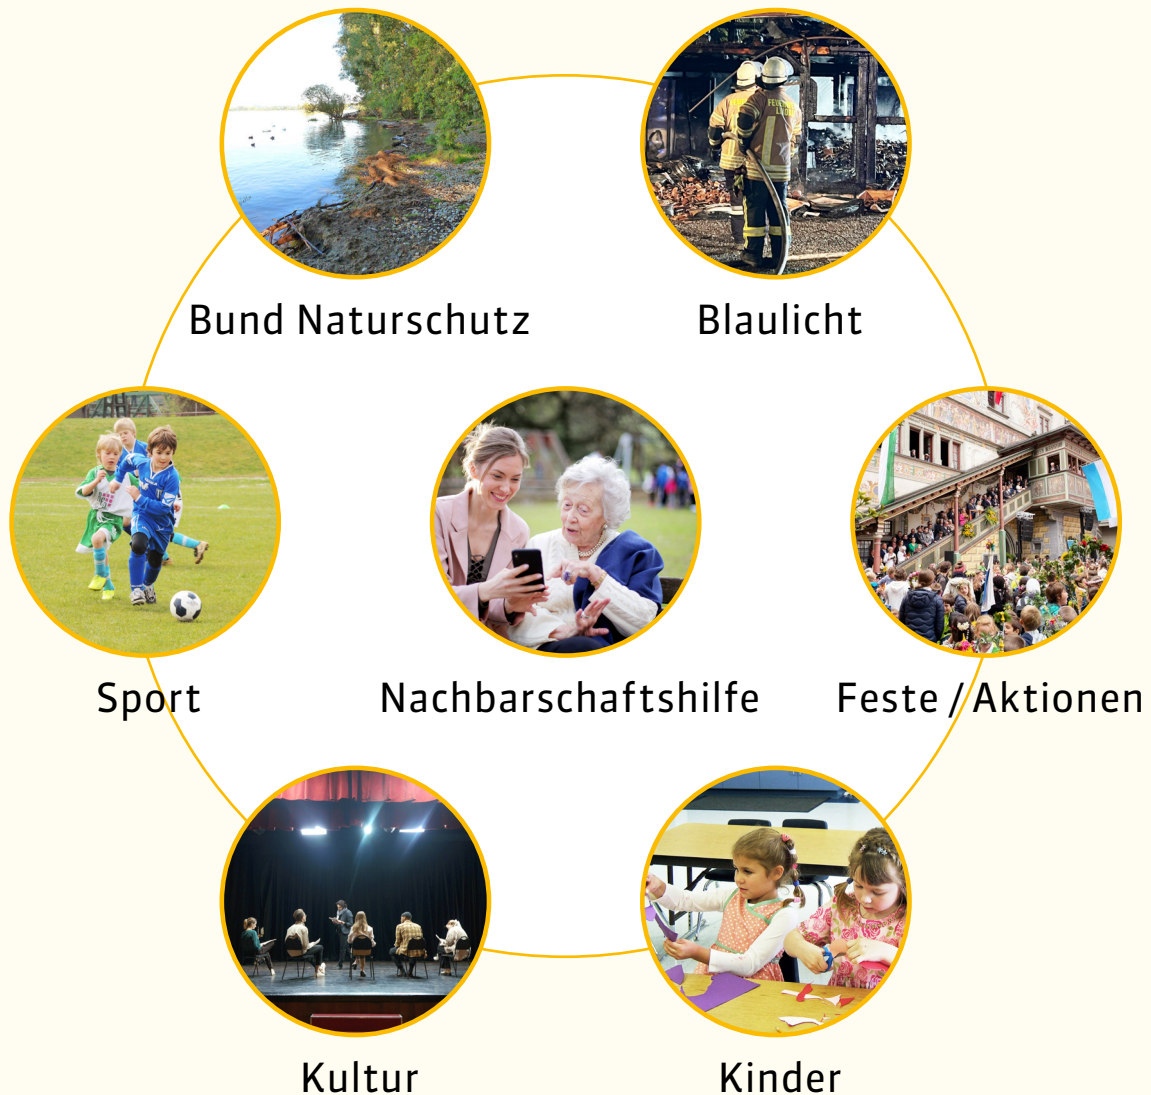 Bund Naturschutz
Blaulicht
Sport
Nachbarschaftshilfe
Feste / Aktionen
Kultur
Kinder